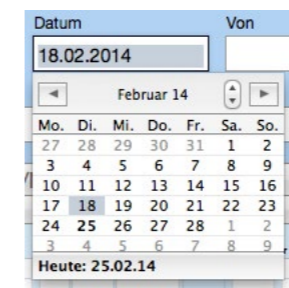 Datum Von
18.02.2014
Februar 14
Mo. Di. Mi. Do. Fr. Sa. So.
27 28 29 30 31 1 2
3 4 5 6 7 8 9
10 11 12 13 14 15 16
17 18 19 20 21 22 23
24 25 26 27 28 1 2
3 4 5 6 7 8 9
Heute: 25.02.14